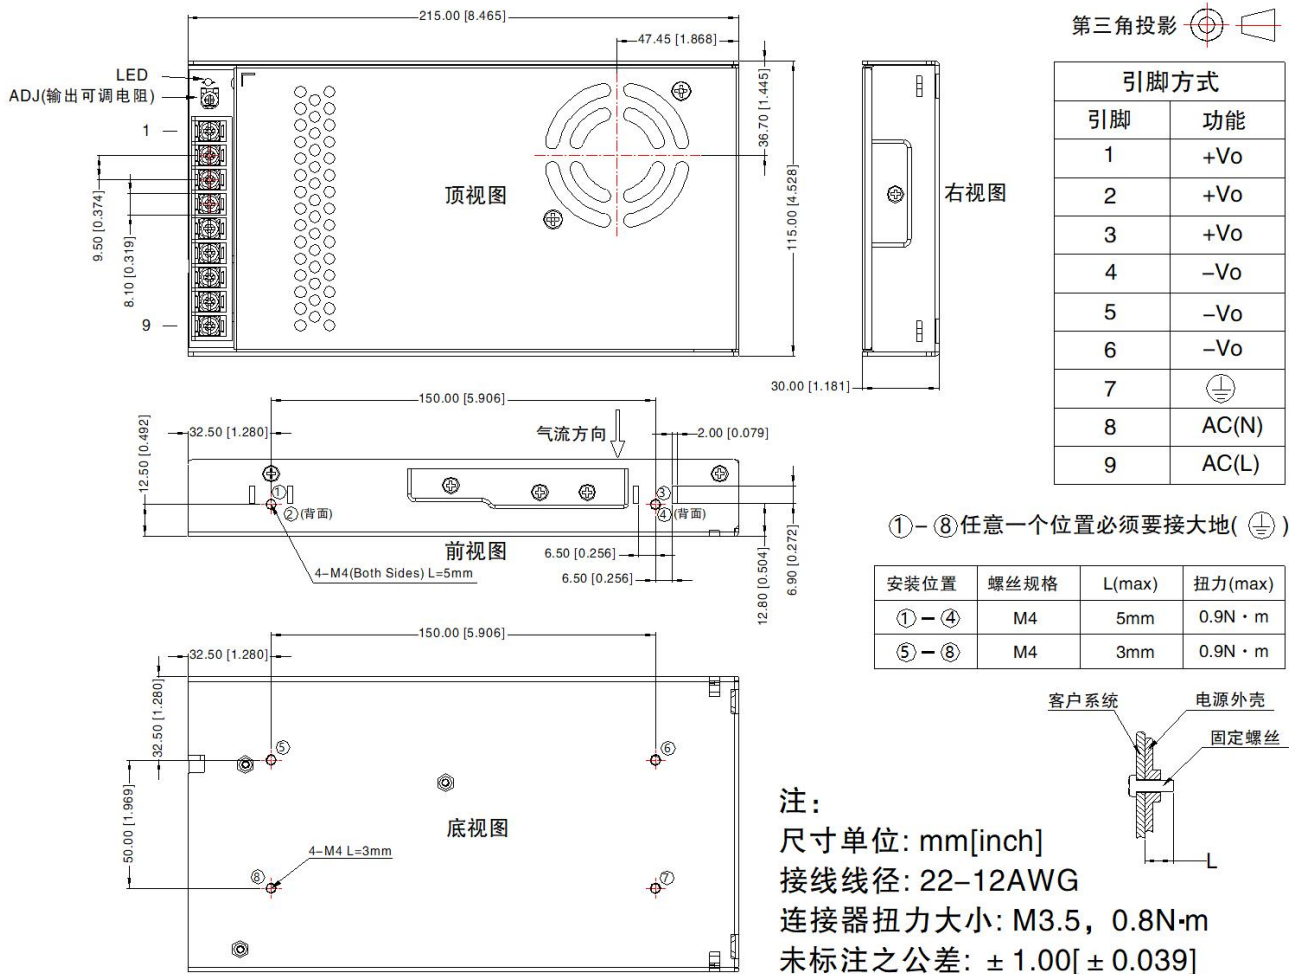 215.00 [8.465]
47.45 [1.868]
第三角投影
LED
ADJ(输出可调电阻)
1
9
9.50 [0.374]
8.10 [0.319]
顶视图
36.70 [1.445]
115.00 [4.528]
右视图
30.00 [1.181]
引脚方式
引脚 功能
1 +Vo
2 +Vo
3 +Vo
4 −Vo
5 −Vo
6 −Vo
7
8 AC(N)
9 AC(L)
150.00 [5.906]
32.50 [1.280]
气流方向
2.00 [0.079]
12.50 [0.492]
①
②(背面)
③
④(背面)
前视图
4−M4(Both Sides) L=5mm
6.50 [0.256]
6.50 [0.256]
12.80 [0.504]
6.90 [0.272]
①−⑧任意一个位置必须要接大地( )
安装位置 螺丝规格 L(max) 扭力(max)
①−④ M4 5mm 0.9N·m
⑤−⑧ M4 3mm 0.9N·m
150.00 [5.906]
32.50 [1.280]
32.50 [1.280]
50.00 [1.969]
⑤
⑥
底视图
4−M4 L=3mm
⑧
⑦
客户系统
电源外壳
固定螺丝
L
注:
尺寸单位: mm[inch]
接线线径: 22−12AWG
连接器扭力大小: M3.5，0.8N·m
未标注之公差: ±1.00[±0.039]